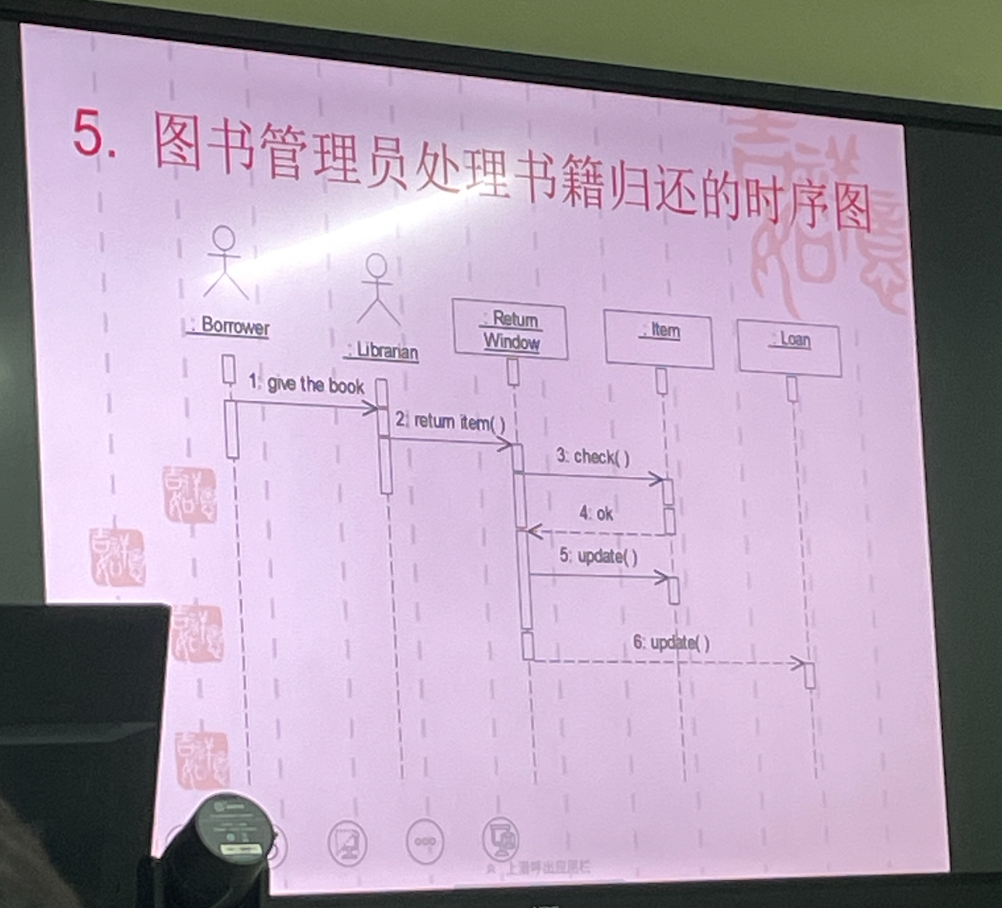 5. 图书管理员处理书籍归还的时序图
: Borrower
: Librarian
: Return
Window
: Item
: Loan
1: give the book
2: return item( )
3: check( )
4: ok
5: update( )
6: update( )
上滑呼出应用栏